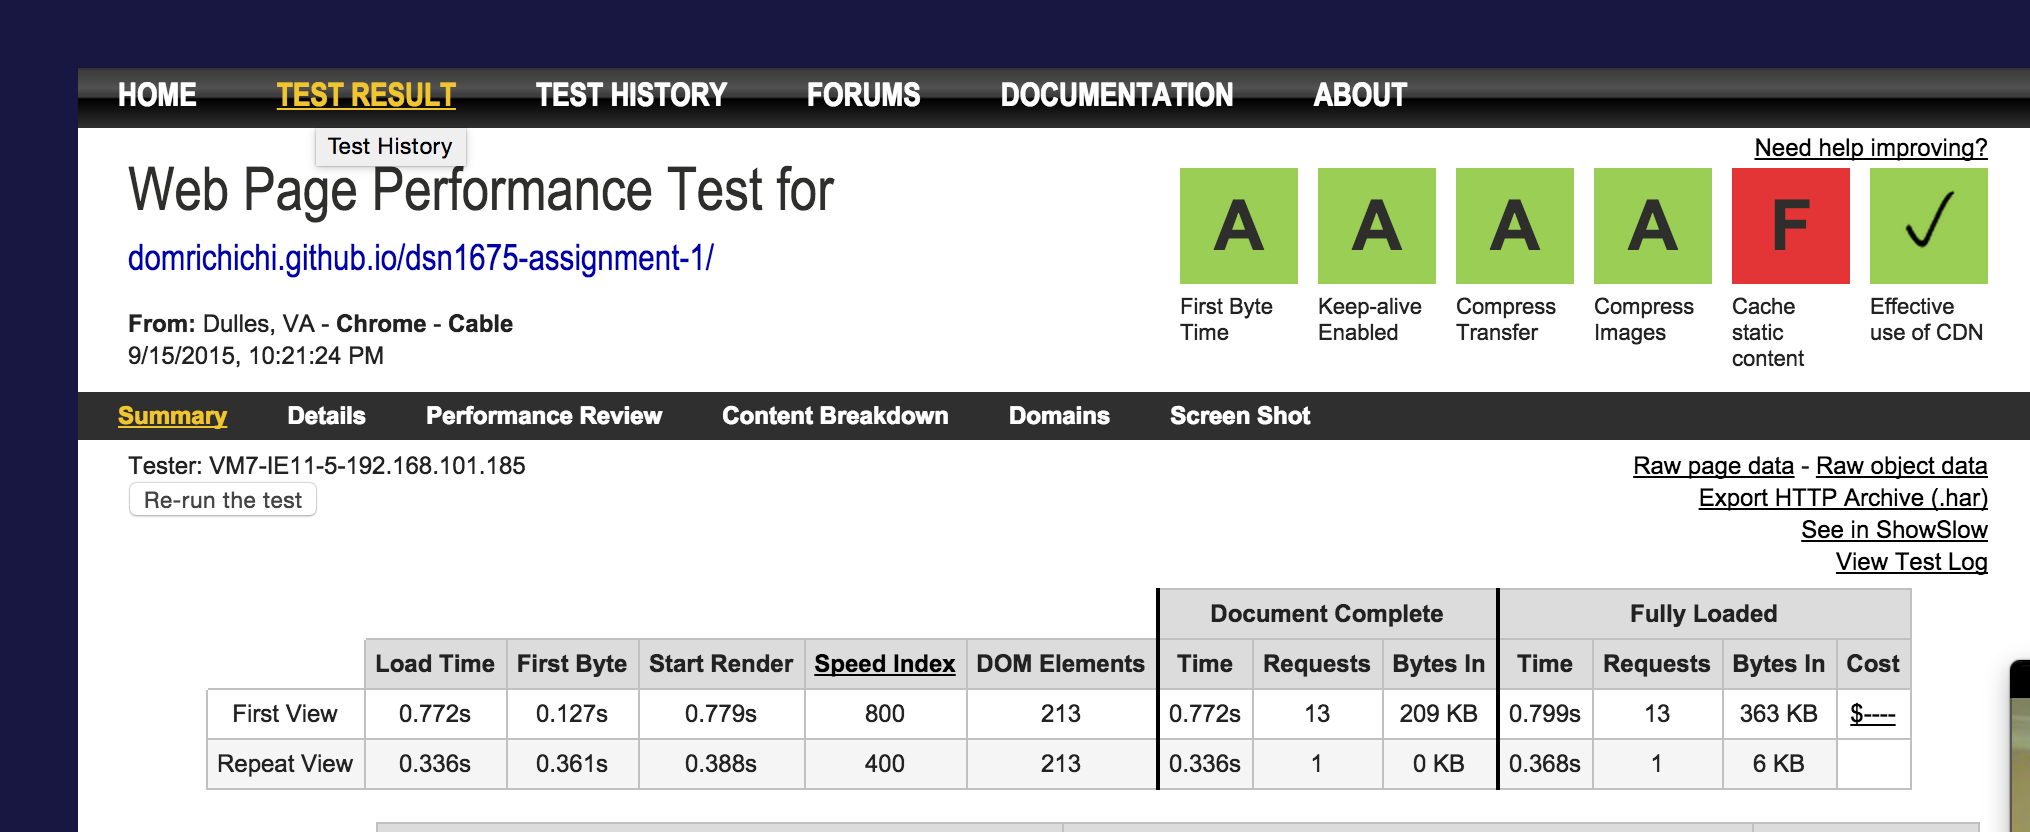 HOME TEST RESULT TEST HISTORY FORUMS DOCUMENTATION ABOUT
Test History
Need help improving?
Web Page Performance Test for
domrichichi.github.io/dsn1675-assignment-1/
From: Dulles, VA - Chrome - Cable
9/15/2015, 10:21:24 PM
A A A A F ✓
First Byte Time
Keep-alive Enabled
Compress Transfer
Compress Images
Cache static content
Effective use of CDN
Summary Details Performance Review Content Breakdown Domains Screen Shot
Tester: VM7-IE11-5-192.168.101.185
Re-run the test
Raw page data - Raw object data
Export HTTP Archive (.har)
See in ShowSlow
View Test Log
Document Complete Fully Loaded
Load Time First Byte Start Render Speed Index DOM Elements Time Requests Bytes In Time Requests Bytes In Cost
First View 0.772s 0.127s 0.779s 800 213 0.772s 13 209 KB 0.799s 13 363 KB $----
Repeat View 0.336s 0.361s 0.388s 400 213 0.336s 1 0 KB 0.368s 1 6 KB